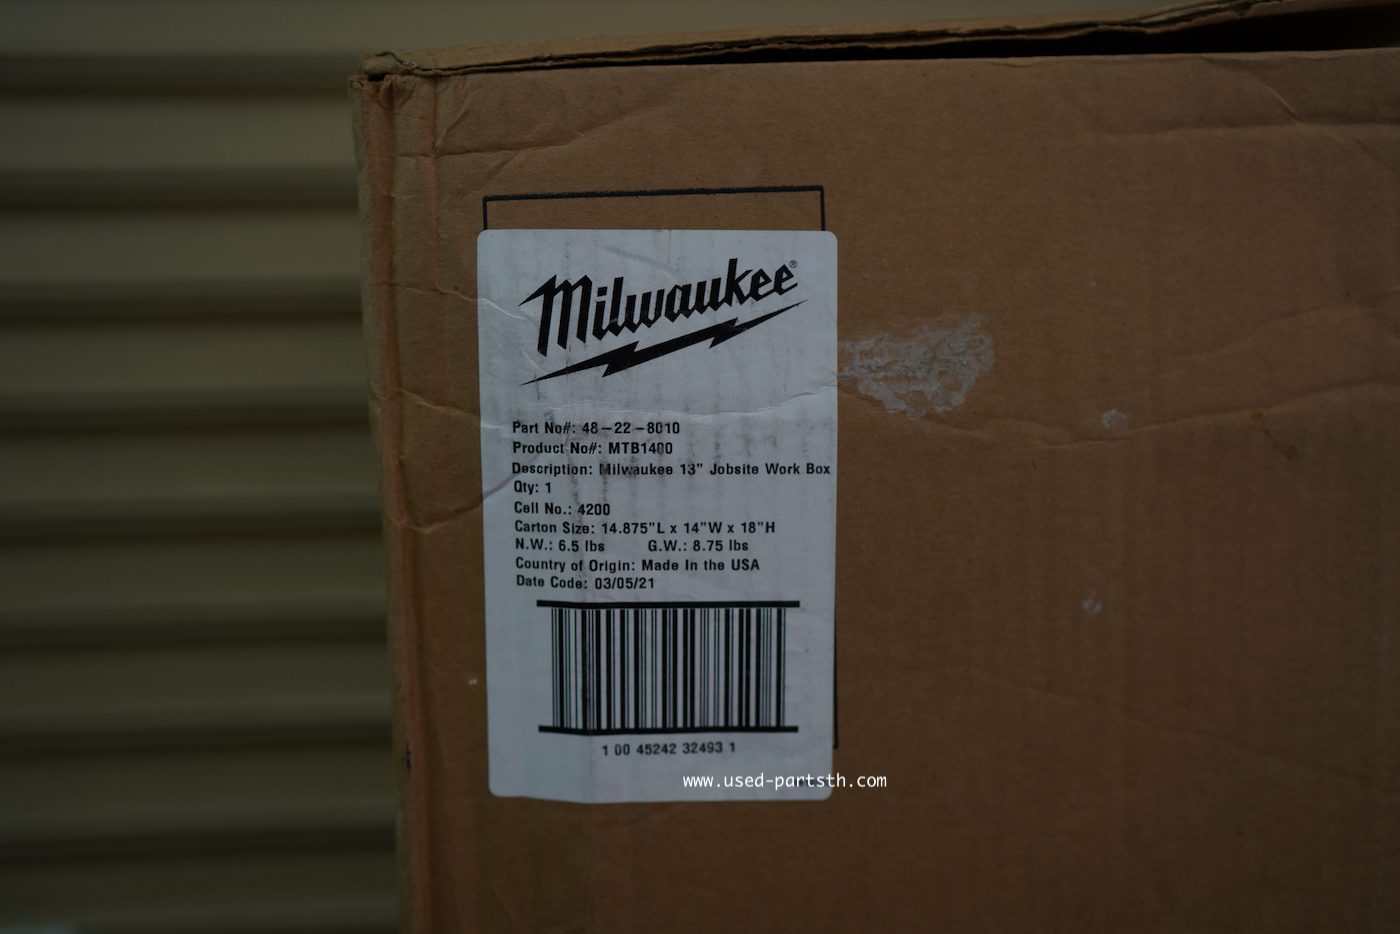 Milwaukee®
Part No#: 48-22-8010
Product No#: MTB1400
Description: Milwaukee 13" Jobsite Work Box
Qty: 1
Cell No.: 4200
Carton Size: 14.875"L x 14"W x 18"H
N.W.: 6.5 lbs G.W.: 8.75 lbs
Country of Origin: Made In the USA
Date Code: 03/05/21
1 00 45242 32493 1
www.used-partsth.com